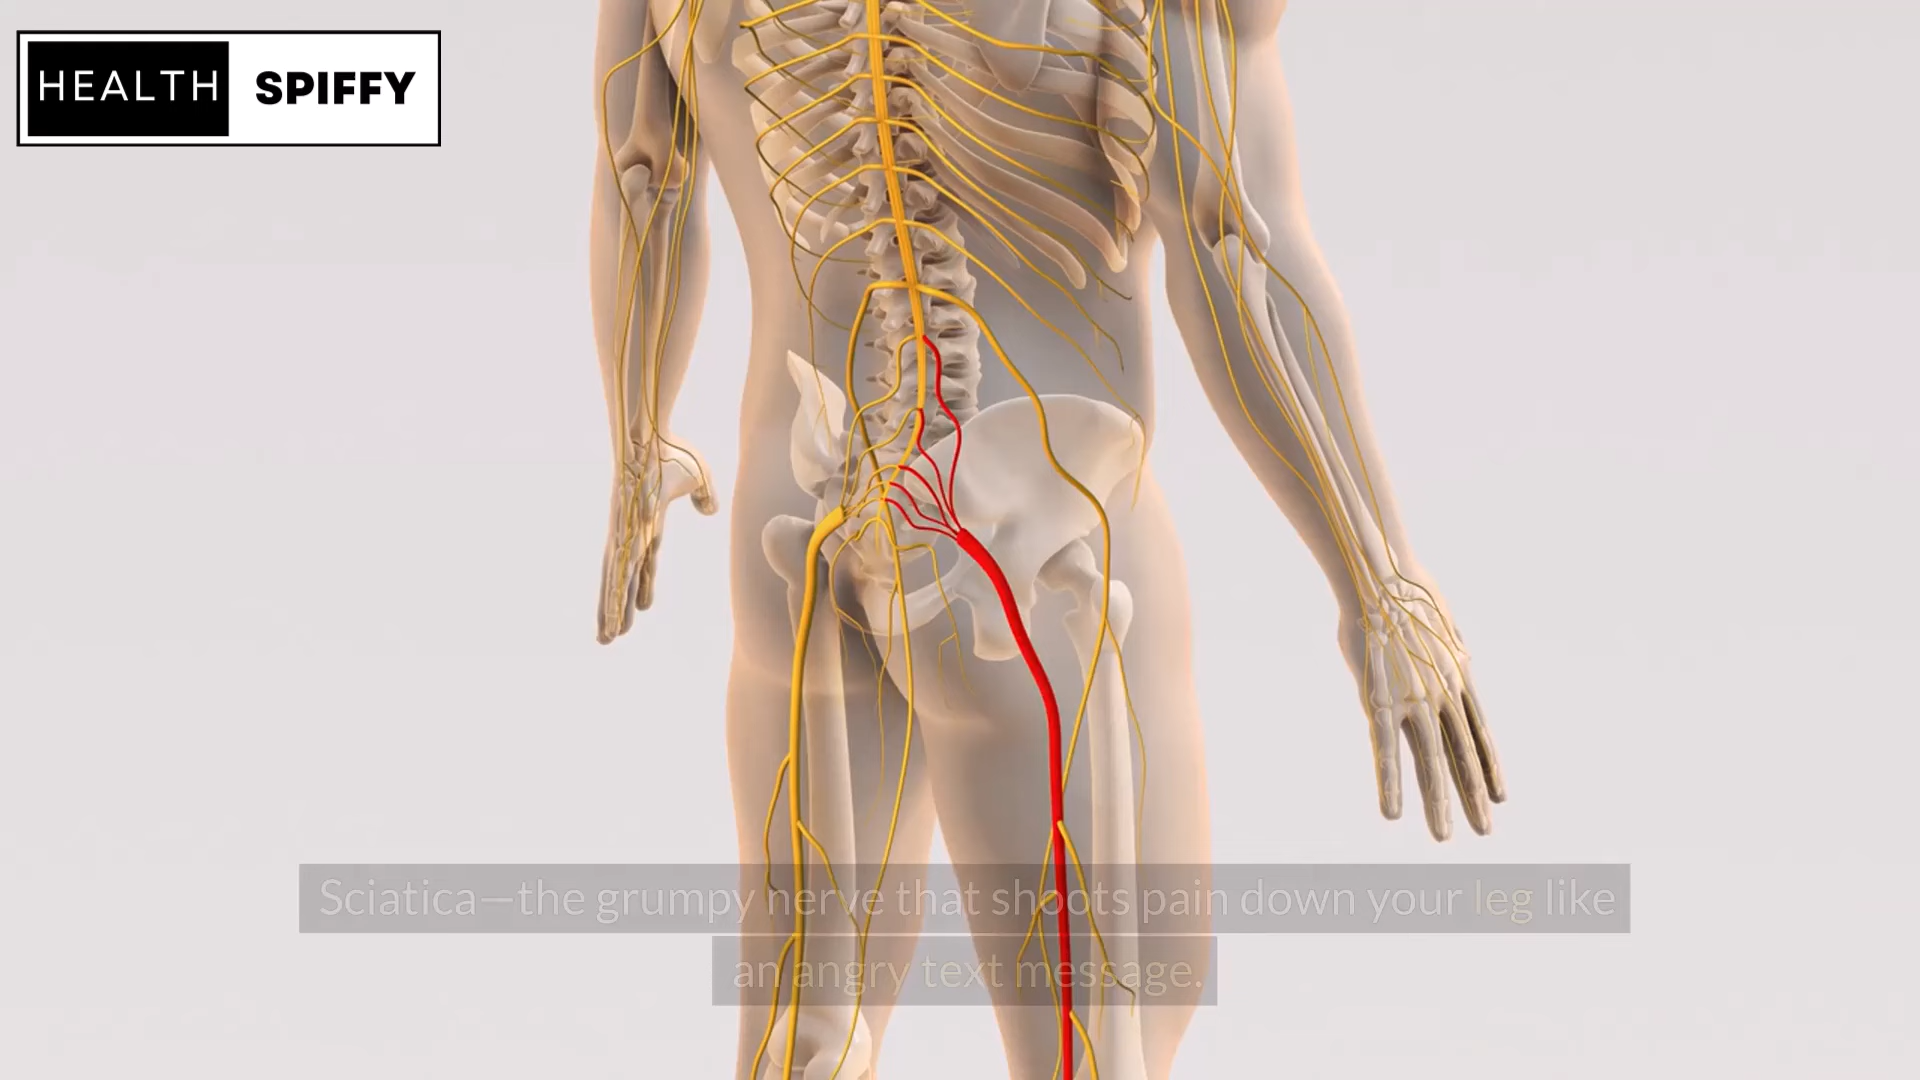 HEALTH SPIFFY
Sciatica—the grumpy nerve that shoots pain down your leg like
an angry text message.